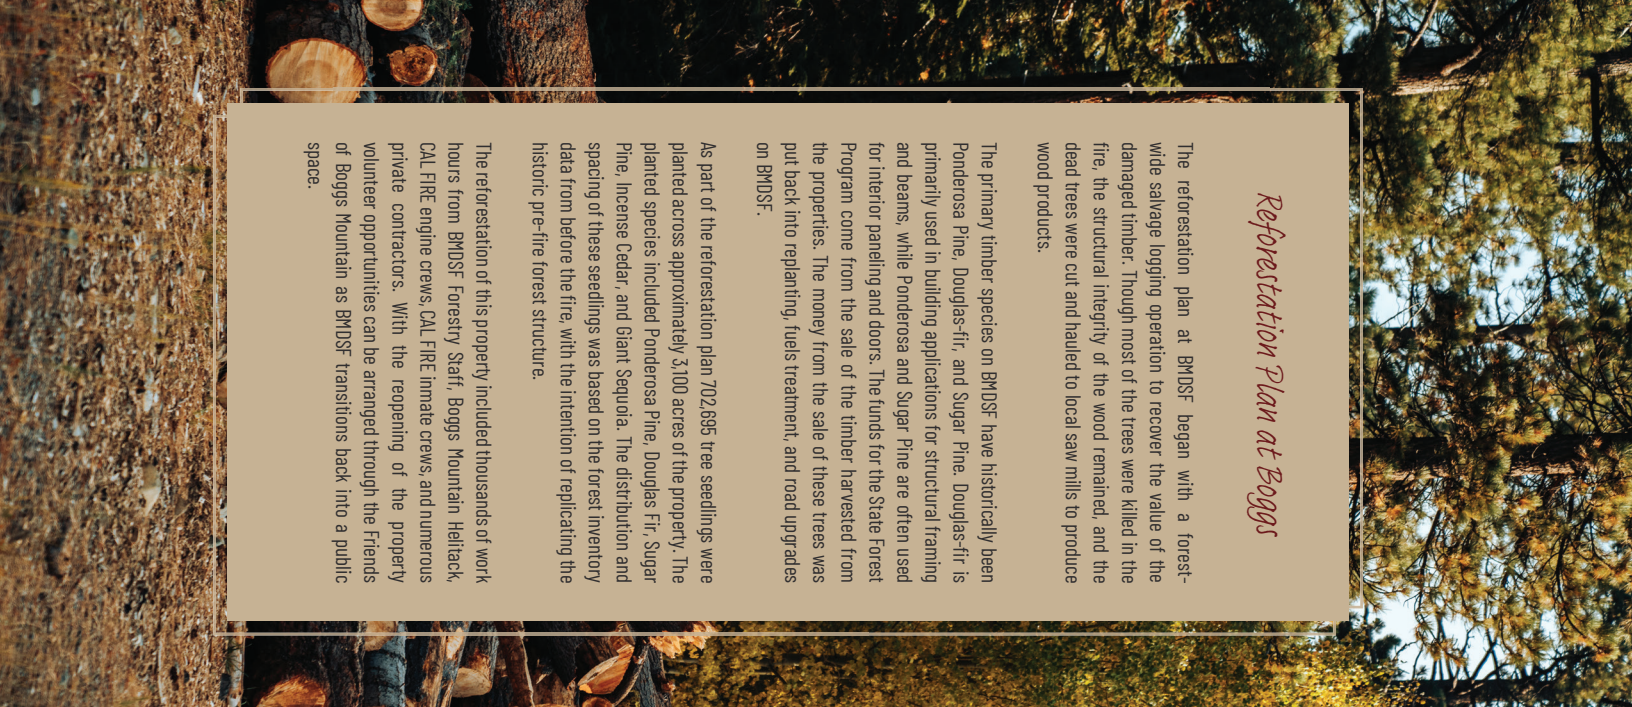 Reforestation Plan at Boggs
The reforestation plan at BMDSF began with a forest-
wide salvage logging operation to recover the value of the
damaged timber. Though most of the trees were killed in the
fire, the structural integrity of the wood remained, and the
dead trees were cut and hauled to local saw mills to produce
wood products.
The primary timber species on BMDSF have historically been
Ponderosa Pine, Douglas-fir, and Sugar Pine. Douglas-fiir is
primarily used in building applications for structural framing
and beams, while Ponderosa and Sugar Pine are often used
for interior paneling and doors. The funds for the State Forest
Program come from the sale of the timber harvested from
the properties. The money from the sale of these trees was
put back into replanting, fuels treatment, and road upgrades
on BMDSF.
As part of the reforestation plan 702,695 tree seedlings were
planted across approximately 3,100 acres of the property. The
planted species included Ponderosa Pine, Douglas Fir, Sugar
Pine, Incense Cedar, and Giant Sequoia. The distribution and
spacing of these seedlings was based on the forest inventory
data from before the fire, with the intention of replicating the
historic pre-fire forest structure.
The reforestation of this property included thousands of work
hours from BMDSF Forestry Staff, Boggs Mountain Helitack,
CAL FIRE engine crews, CAL FIRE inmate crews, and numerous
private contractors. With the reopening of the property
volunteer opportunities can be arranged through the Friends
of Boggs Mountain as BMDSF transitions back into a public
space.